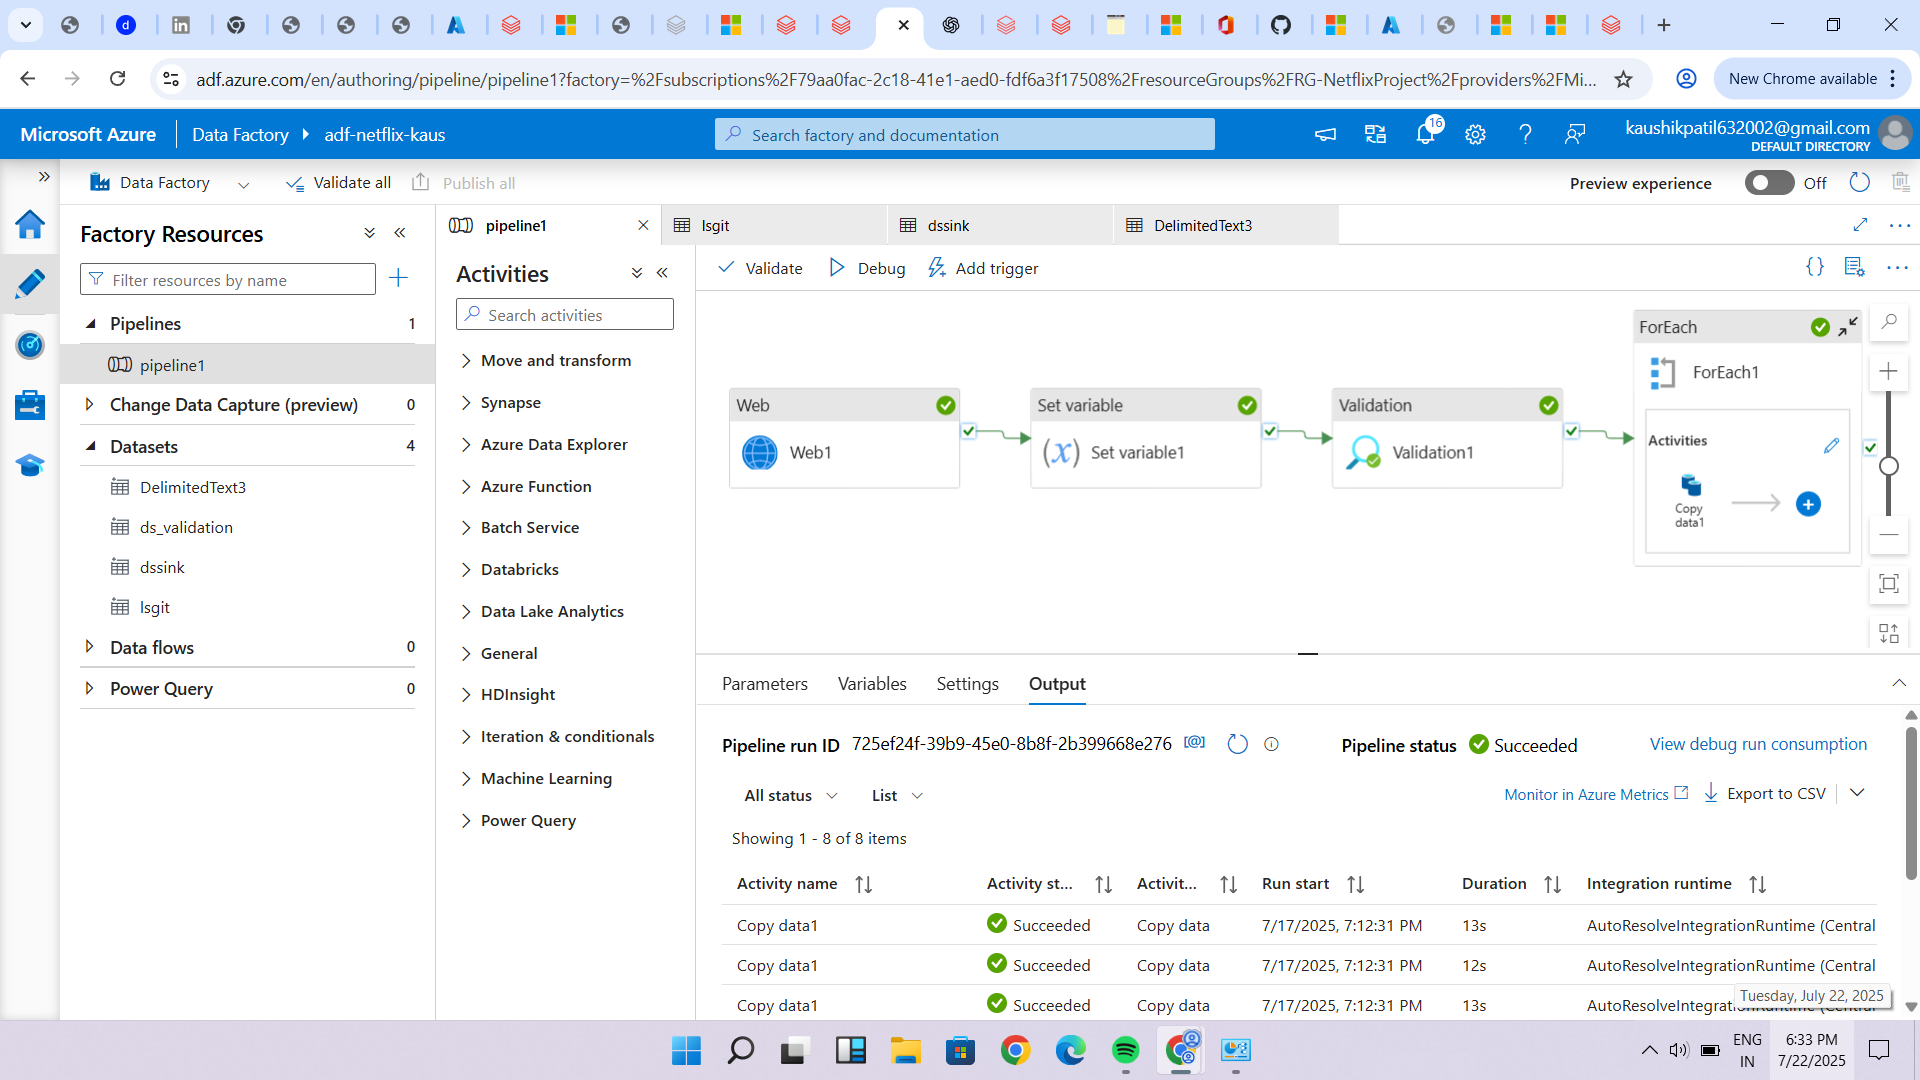 adf.azure.com/en/authoring/pipeline/pipeline1?factory=%2Fsubscriptions%2F79aa0fac-2c18-41e1-aed0-fdf6a3f17508%2FresourceGroups%2FRG-NetflixProject%2Fproviders%2FMi...
New Chrome available
Microsoft Azure
Data Factory
adf-netflix-kaus
Search factory and documentation
16
kaushikpatil632002@gmail.com
DEFAULT DIRECTORY
Data Factory
Validate all
Publish all
Preview experience
Off
Factory Resources
Filter resources by name
Pipelines 1
pipeline1
Change Data Capture (preview) 0
Datasets 4
DelimitedText3
ds_validation
dssink
lsgit
Data flows 0
Power Query 0
pipeline1
lsgit
dssink
DelimitedText3
Activities
Search activities
Move and transform
Synapse
Azure Data Explorer
Azure Function
Batch Service
Databricks
Data Lake Analytics
General
HDInsight
Iteration & conditionals
Machine Learning
Power Query
Validate
Debug
Add trigger
Web
Web1
Set variable
(x) Set variable1
Validation
Validation1
ForEach
ForEach1
Activities
Copy
data1
Parameters
Variables
Settings
Output
Pipeline run ID 725ef24f-39b9-45e0-8b8f-2b399668e276
Pipeline status Succeeded
View debug run consumption
All status
List
Monitor in Azure Metrics
Export to CSV
Showing 1 - 8 of 8 items
Activity name Activity st... Activit... Run start Duration Integration runtime
Copy data1 Succeeded Copy data 7/17/2025, 7:12:31 PM 13s AutoResolveIntegrationRuntime (Central
Copy data1 Succeeded Copy data 7/17/2025, 7:12:31 PM 12s AutoResolveIntegrationRuntime (Central
Copy data1 Succeeded Copy data 7/17/2025, 7:12:31 PM 13s AutoResolveIntegrat
Tuesday, July 22, 2025
ENG
IN
6:33 PM
7/22/2025